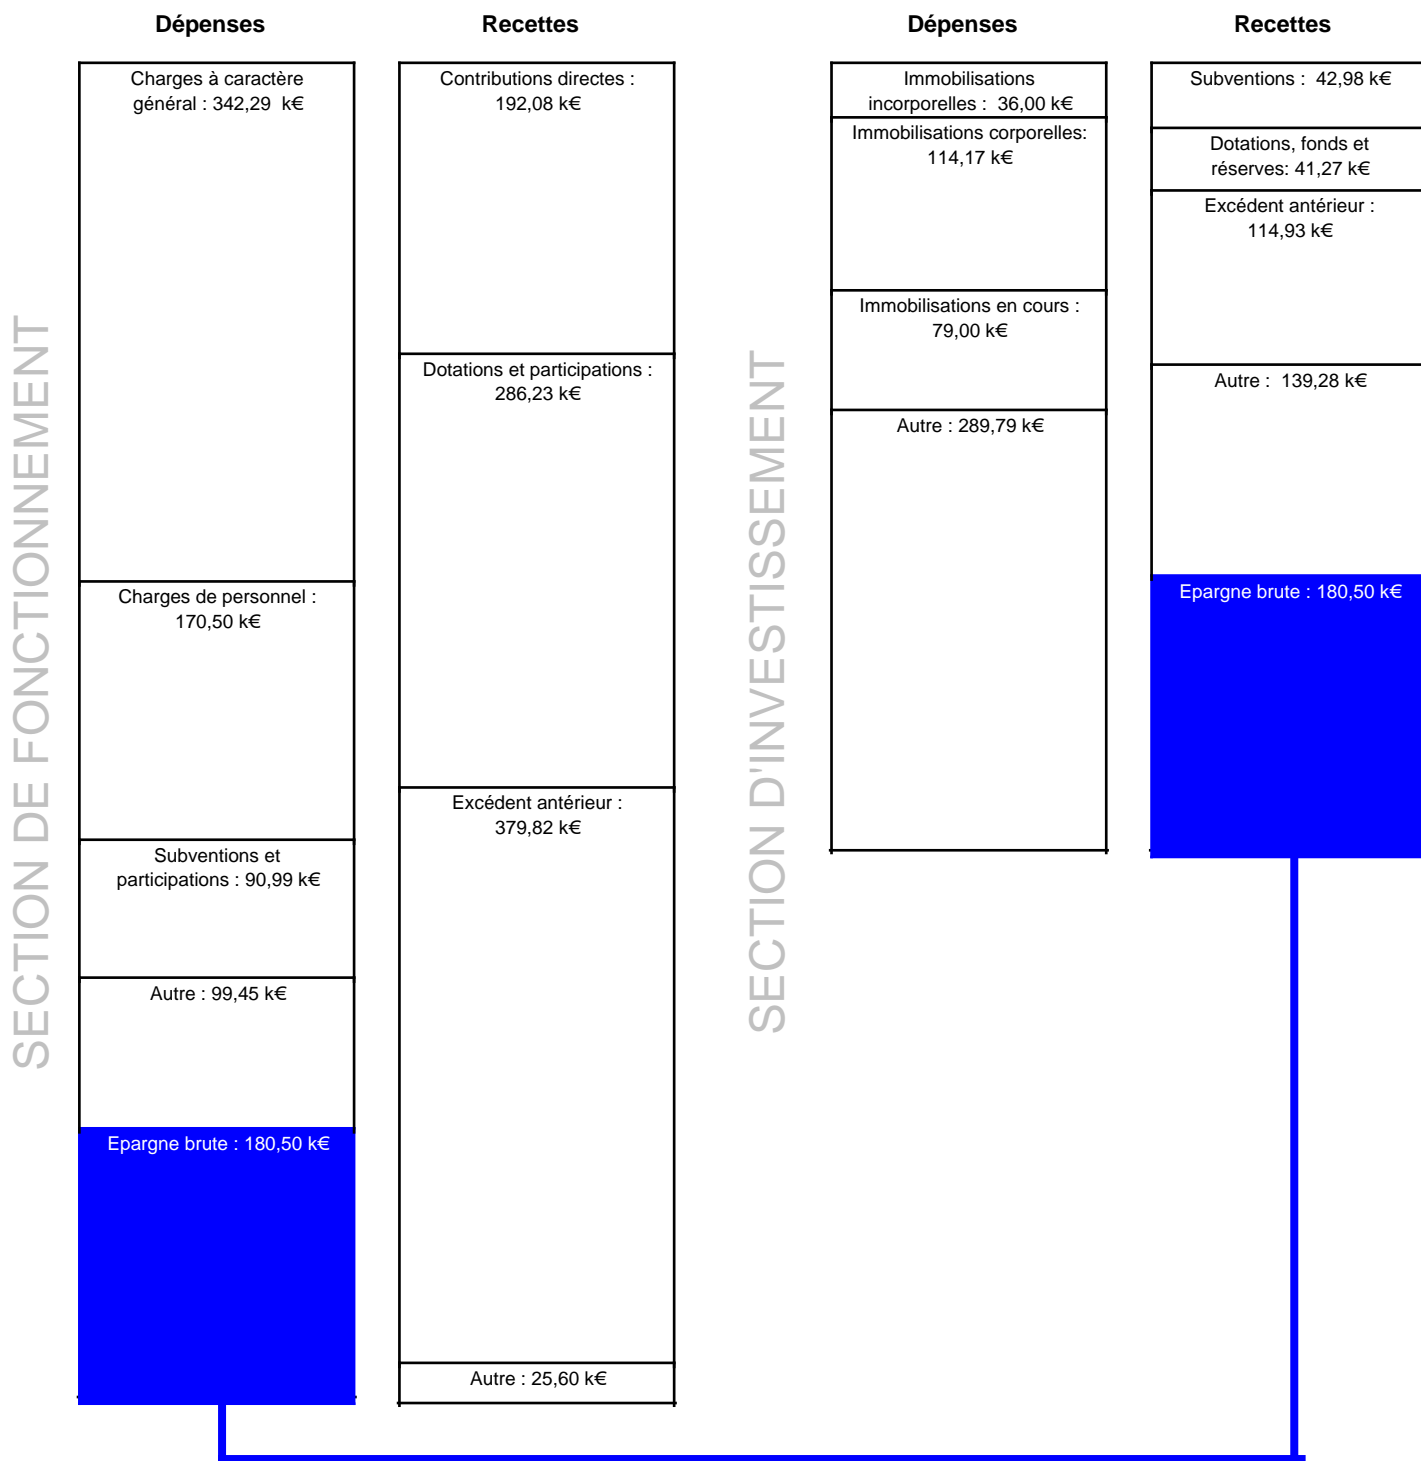 Dépenses
Recettes
Dépenses
Recettes
SECTION DE FONCTIONNEMENT
Charges à caractère
général : 342,29 k€
Charges de personnel :
170,50 k€
Subventions et
participations : 90,99 k€
Autre : 99,45 k€
Epargne brute : 180,50 k€
Contributions directes :
192,08 k€
Dotations et participations :
286,23 k€
Excédent antérieur :
379,82 k€
Autre : 25,60 k€
SECTION D'INVESTISSEMENT
Immobilisations
incorporelles : 36,00 k€
Immobilisations corporelles:
114,17 k€
Immobilisations en cours :
79,00 k€
Autre : 289,79 k€
Subventions : 42,98 k€
Dotations, fonds et
réserves: 41,27 k€
Excédent antérieur :
114,93 k€
Autre : 139,28 k€
Epargne brute : 180,50 k€